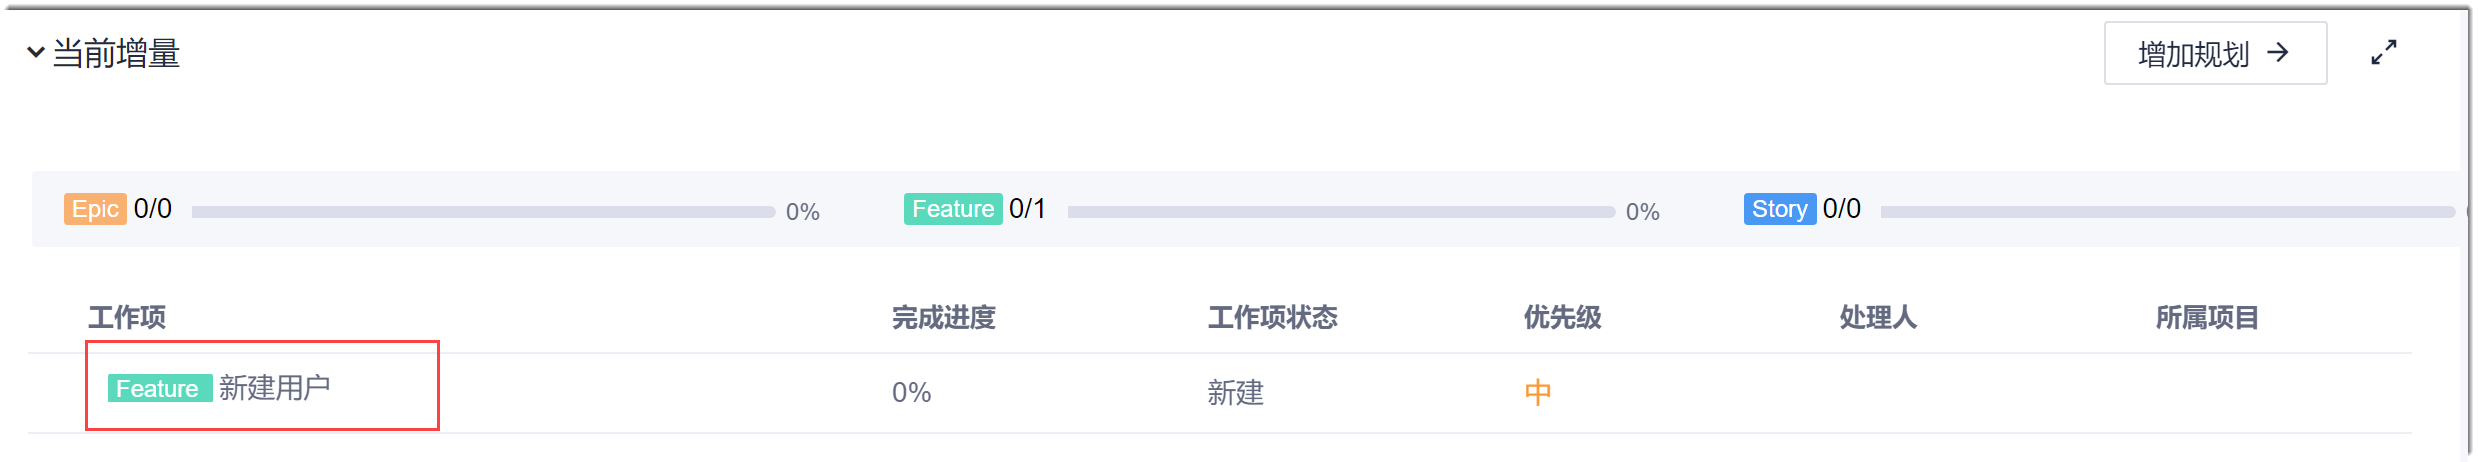 当前增量
增加规划
Epic 0/0 0% Feature 0/1 0% Story 0/0
工作项 完成进度 工作项状态 优先级 处理人 所属项目
Feature 新建用户 0% 新建 中